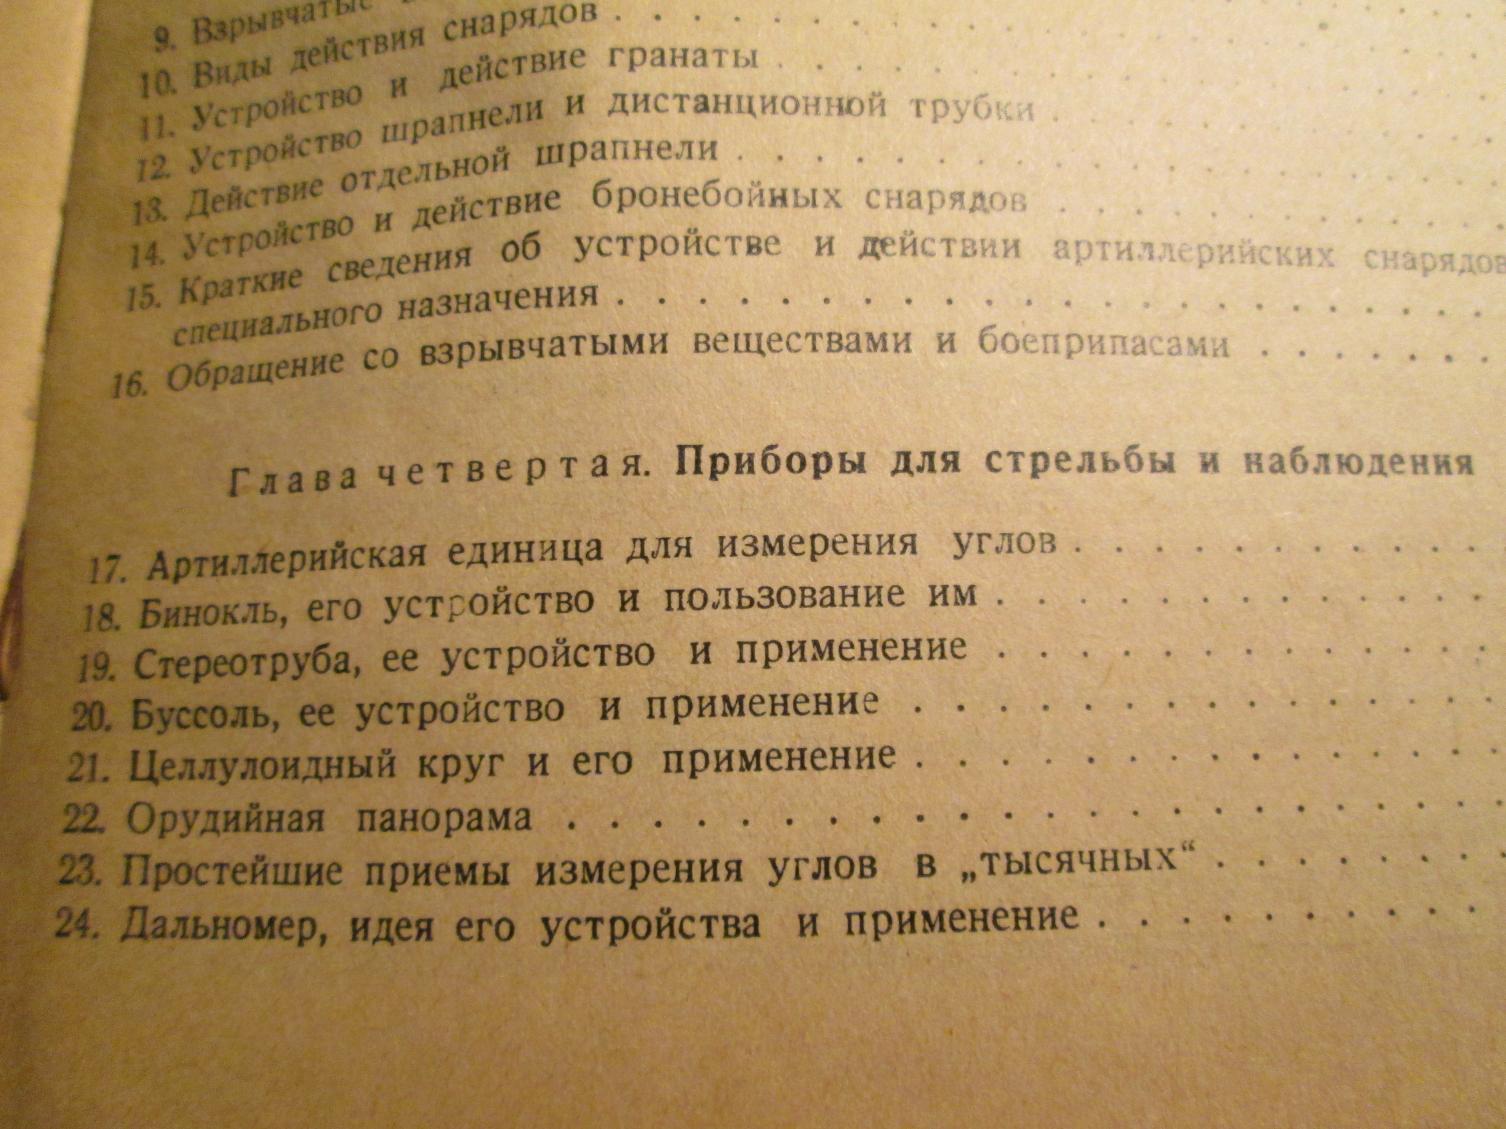 9. Взрывчатые
10. Виды действия снарядов . . . . . . . . . .
11. Устройство и действие гранаты . . . . . . . . . .
12. Устройство шрапнели и дистанционной трубки . . . . . . .
13. Действие отдельной шрапнели . . . . . . . . . .
14. Устройство и действие бронебойных снарядов . . . . . . . .
15. Краткие сведения об устройстве и действии артиллерийских снарядов
специального назначения . . . . . . . . . . . . . . . . .
16. Обращение со взрывчатыми веществами и боеприпасами . . . . . .
Глава четвертая. Приборы для стрельбы и наблюдения
17. Артиллерийская единица для измерения углов . . . . . . . . . . .
18. Бинокль, его устройство и пользование им . . . . . . . . . . . . .
19. Стереотруба, ее устройство и применение . . . . . . . . . . . . .
20. Буссоль, ее устройство и применение . . . . . . . . . . . . . .
21. Целлулоидный круг и его применение . . . . . . . . . . . . . .
22. Орудийная панорама . . . . . . . . . . . . . . . . . . . . . .
23. Простейшие приемы измерения углов в „тысячных“ . . . . . . . .
24. Дальномер, идея его устройства и применение . . . . . . . . . .